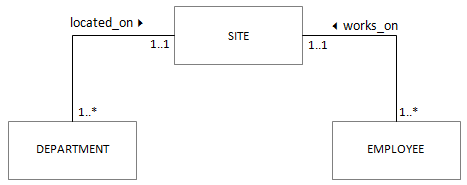 located_on ▶
◀ works_on
SITE
1..1
1..1
1..*
1..*
DEPARTMENT
EMPLOYEE